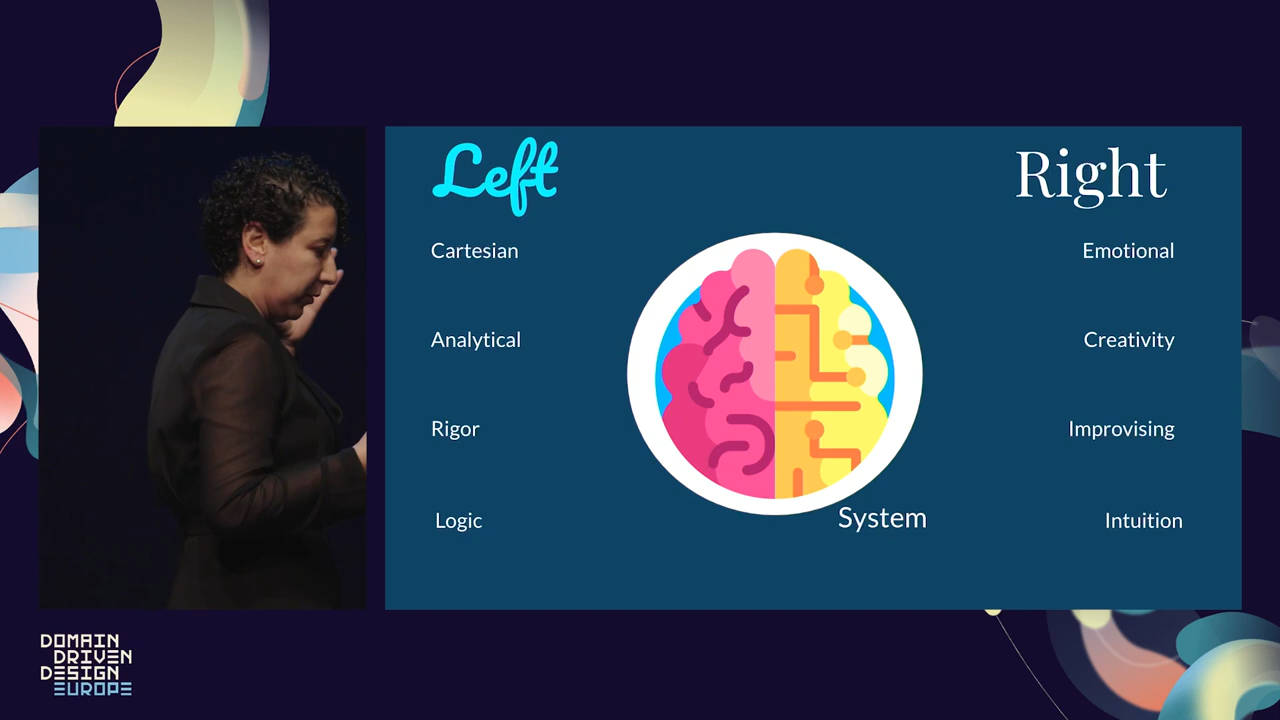 Left
Right
Cartesian
Emotional
Analytical
Creativity
Rigor
Improvising
Logic
System
Intuition
DOMAIN
DRIVEN
DESIGN
EUROPE